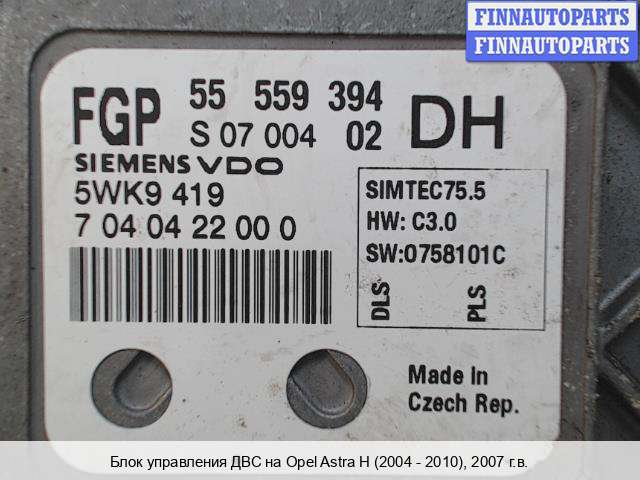 FINNAUTOPARTS
FINNAUTOPARTS
FGP 55 559 394 DH
S 07 004 02
SIEMENS VDO
5WK9 419
7 04 04 22 00 0
SIMTEC75.5
HW: C3.0
SW:0758101C
DLS
PLS
Made in
Czech Rep.
Блок управления ДВС на Opel Astra H (2004 - 2010), 2007 г.в.